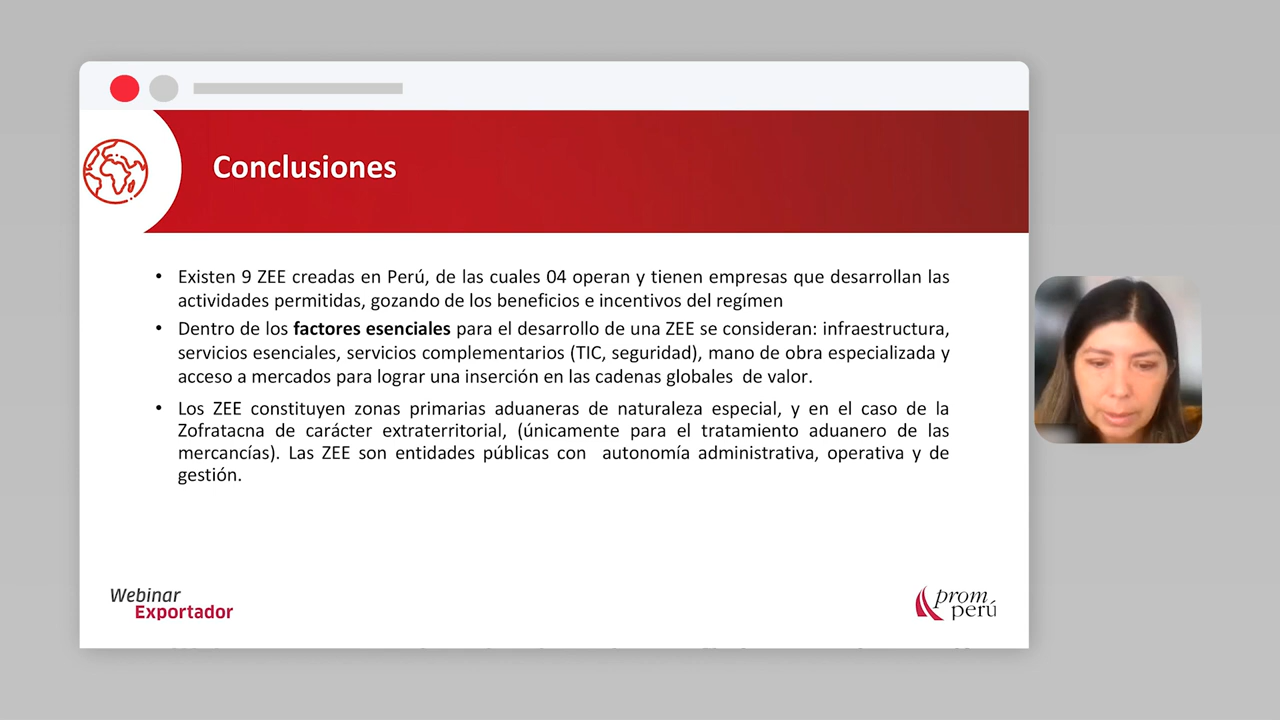 Conclusiones
• Existen 9 ZEE creadas en Perú, de las cuales 04 operan y tienen empresas que desarrollan las
actividades permitidas, gozando de los beneficios e incentivos del regímen
• Dentro de los factores esenciales para el desarrollo de una ZEE se consideran: infraestructura,
servicios esenciales, servicios complementarios (TIC, seguridad), mano de obra especializada y
acceso a mercados para lograr una inserción en las cadenas globales de valor.
• Los ZEE constituyen zonas primarias aduaneras de naturaleza especial, y en el caso de la
Zofratacna de carácter extraterritorial, (únicamente para el tratamiento aduanero de las
mercancías). Las ZEE son entidades públicas con autonomía administrativa, operativa y de
gestión.
Webinar
Exportador
prom
perú